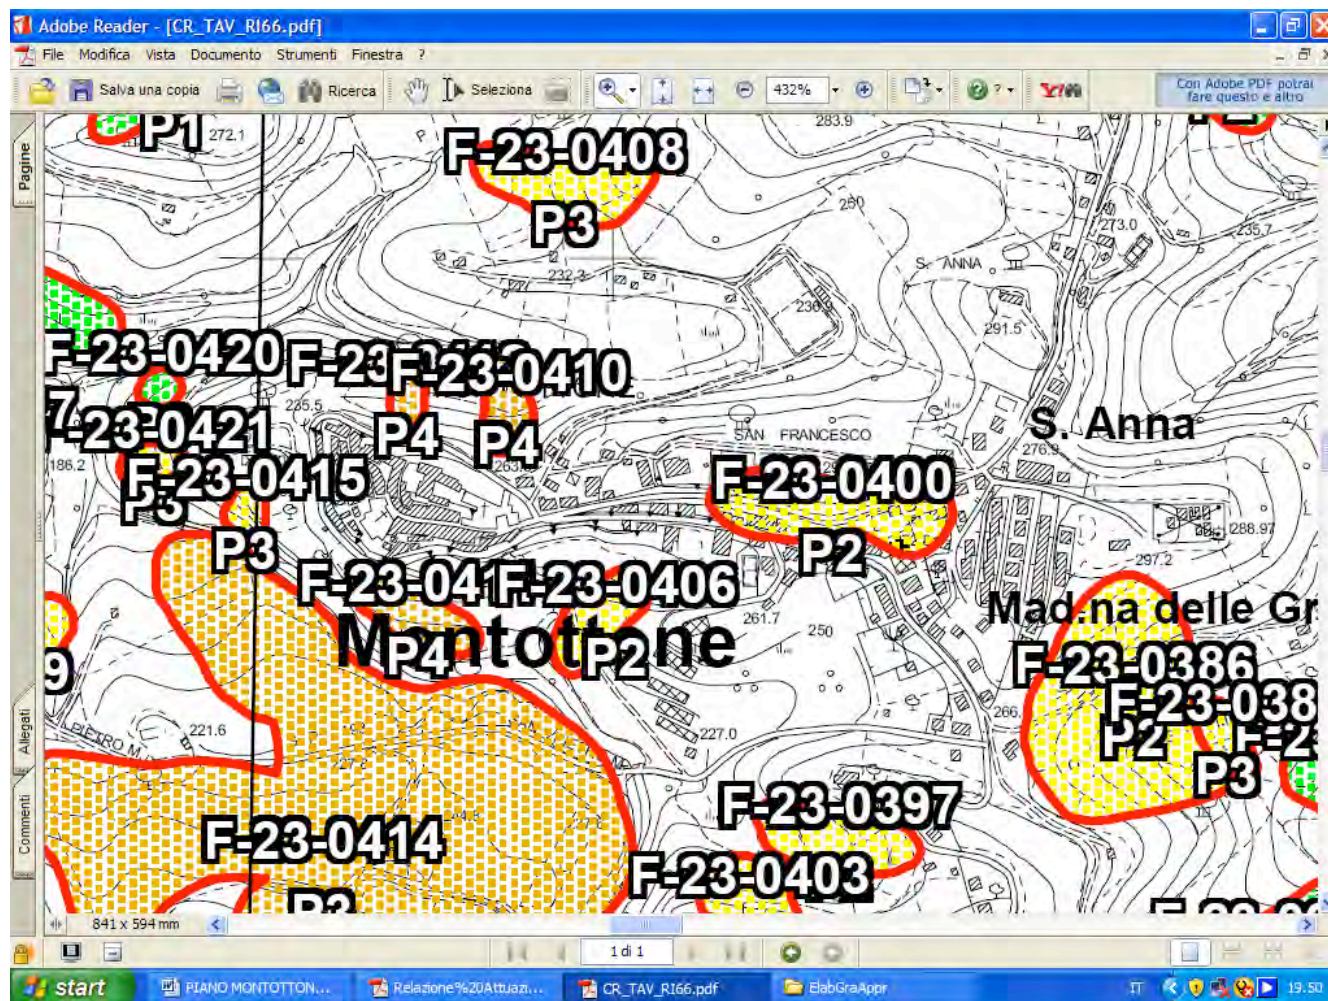 Adobe Reader - [CR_TAV_RI66.pdf]
File Modifica Vista Documento Strumenti Finestra ?
Salva una copia Ricerca Seleziona 432% ? Con Adobe PDF potrai
fare questo e altro
Pagine
Allegati
Commenti
P1
272.1
283.9
F-23-0408
P3
250
273.0
235.7
S. ANNA
232.3
236.9
291.5
F-23-0420
F-23-0410
235.5
P4
P4
F-23-0421
186.2
S. Anna
SAN FRANCESCO
276.9
F-23-0415
F-23-0400
P3
P2
288.97
297.2
F-23-0406
261.7
250
Mad.na delle Gr
Montottone
P4
P2
F-23-0386
9
F-23-038
P2
P3
266.
PIETRO M.
221.6
227.0
F-23-0397
F-23-0414
F-23-0403
841 x 594 mm
1 di 1
start
PIANO MONTOTTON...
Relazione%20Attuazi...
CR_TAV_RI66.pdf
ElabGraAppr
IT
19.50